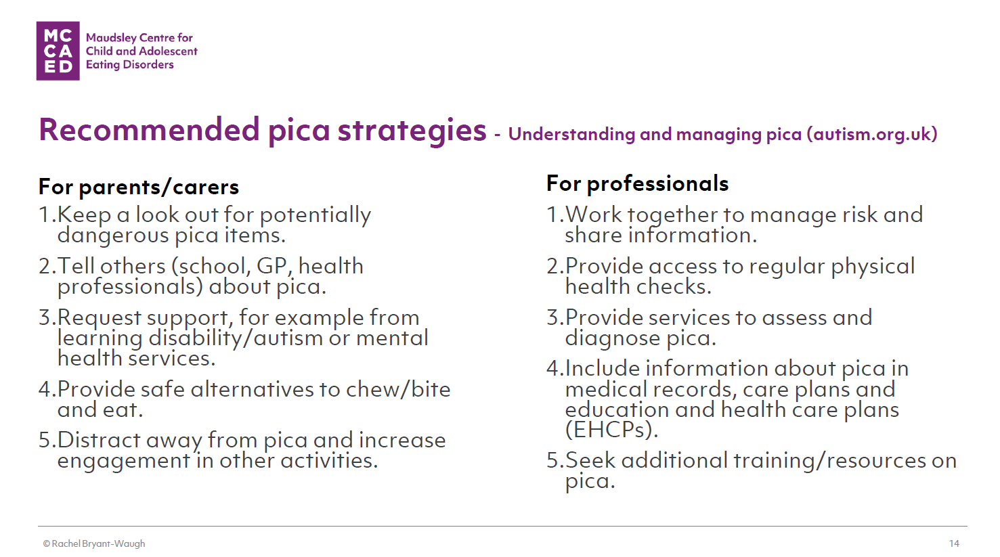 MC
CA
ED
Maudsley Centre for
Child and Adolescent
Eating Disorders
Recommended pica strategies - Understanding and managing pica (autism.org.uk)
For parents/carers
1.Keep a look out for potentially
dangerous pica items.
2.Tell others (school, GP, health
professionals) about pica.
3.Request support, for example from
learning disability/autism or mental
health services.
4.Provide safe alternatives to chew/bite
and eat.
5.Distract away from pica and increase
engagement in other activities.
For professionals
1.Work together to manage risk and
share information.
2.Provide access to regular physical
health checks.
3.Provide services to assess and
diagnose pica.
4.Include information about pica in
medical records, care plans and
education and health care plans
(EHCPs).
5.Seek additional training/resources on
pica.
© Rachel Bryant-Waugh
14